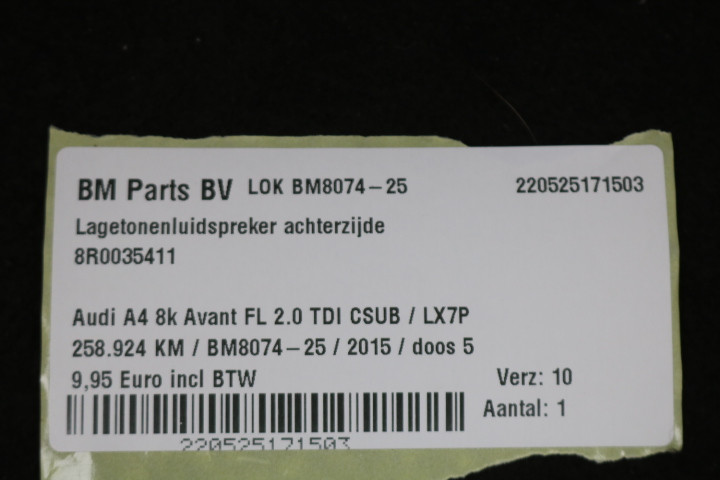 BM Parts BV LOK BM8074-25 220525171503
Lagetonenluidspreker achterzijde
8R0035411
Audi A4 8k Avant FL 2.0 TDI CSUB / LX7P
258.924 KM / BM8074-25 / 2015 / doos 5
9,95 Euro incl BTW Verz: 10
Aantal: 1
220525171503